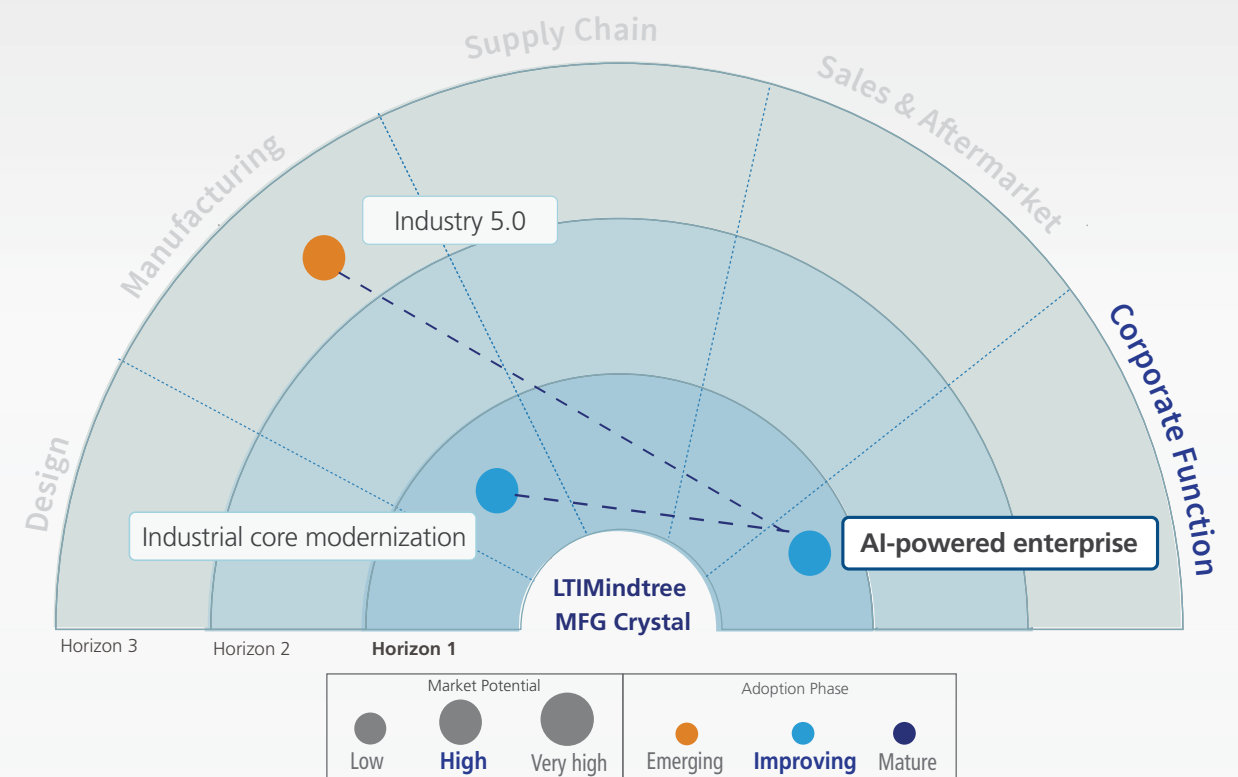 Supply Chain
Sales & Aftermarket
Manufacturing
Industry 5.0
Corporate Function
Design
Industrial core modernization
AI-powered enterprise
LTIMindtree
MFG Crystal
Horizon 3
Horizon 2
Horizon 1
Market Potential
Adoption Phase
Low
High
Very high
Emerging
Improving
Mature